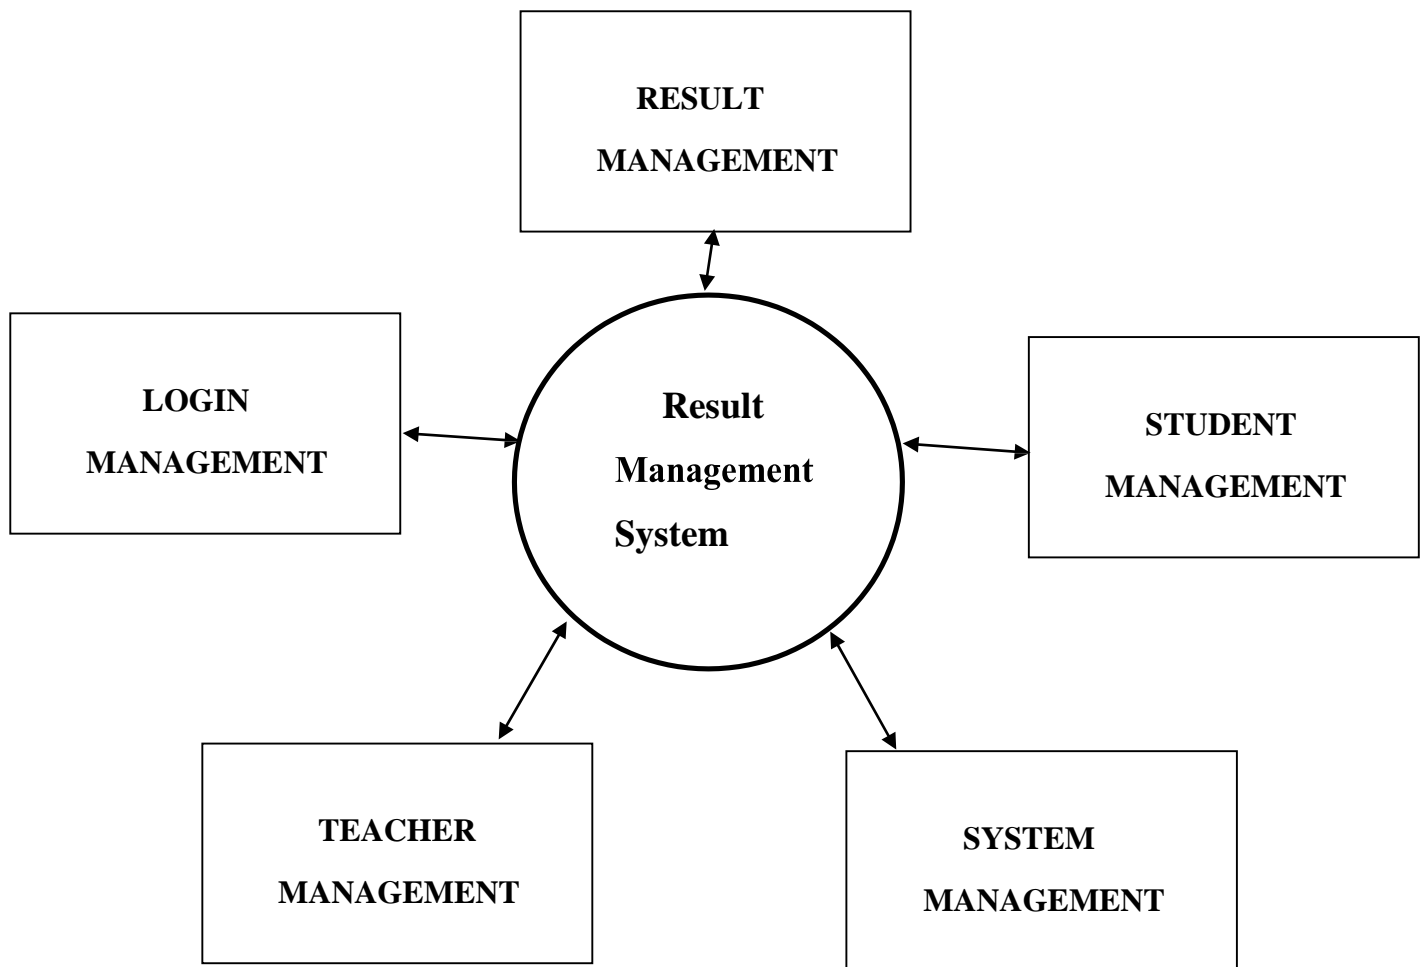 RESULT
MANAGEMENT
LOGIN
MANAGEMENT
Result
Management
System
STUDENT
MANAGEMENT
TEACHER
MANAGEMENT
SYSTEM
MANAGEMENT